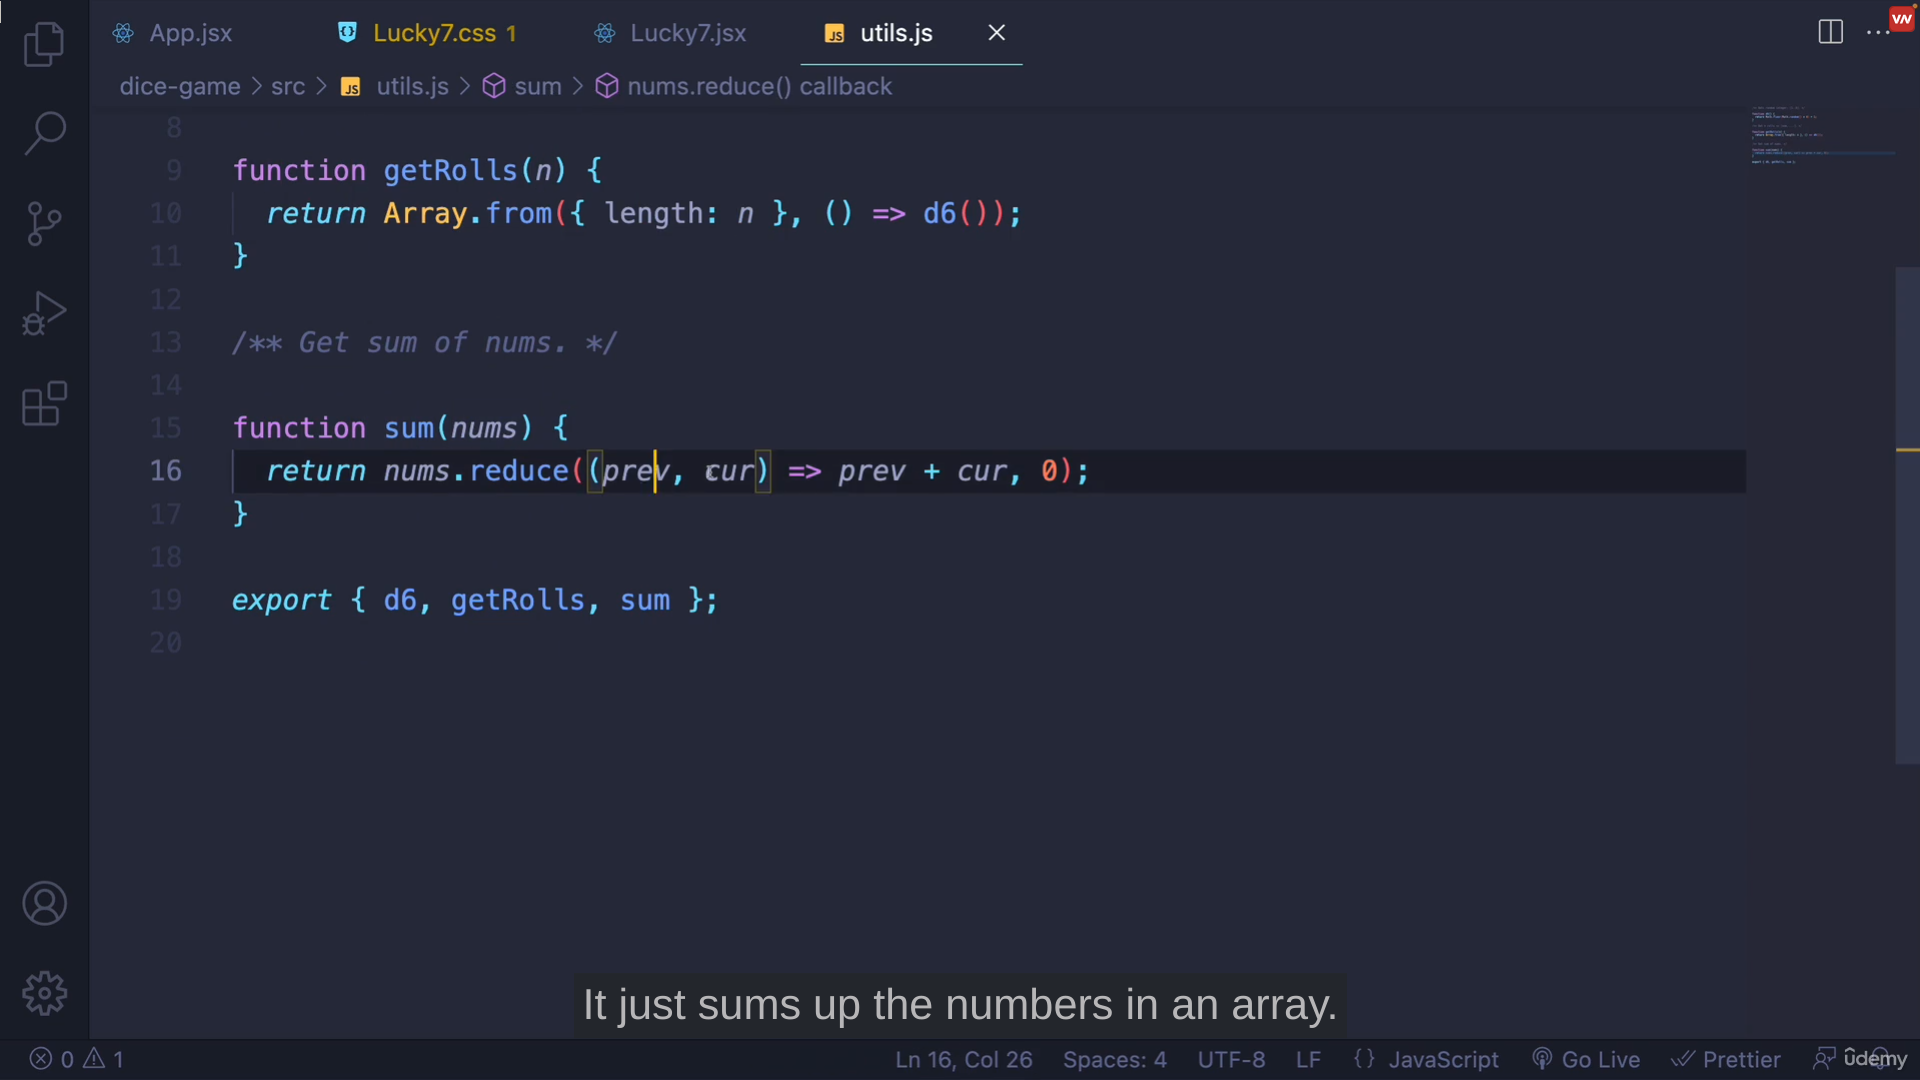 App.jsx
Lucky7.css 1
Lucky7.jsx
JS utils.js
VN
dice-game > src > JS utils.js > sum > nums.reduce() callback
8
9 function getRolls(n) {
10 return Array.from({ length: n }, () => d6());
11 }
12
13 /** Get sum of nums. */
14
15 function sum(nums) {
16 return nums.reduce((prev, cur) => prev + cur, 0);
17 }
18
19 export { d6, getRolls, sum };
20
It just sums up the numbers in an array.
0 1 Ln 16, Col 26 Spaces: 4 UTF-8 LF {} JavaScript Go Live Prettier ûdemy